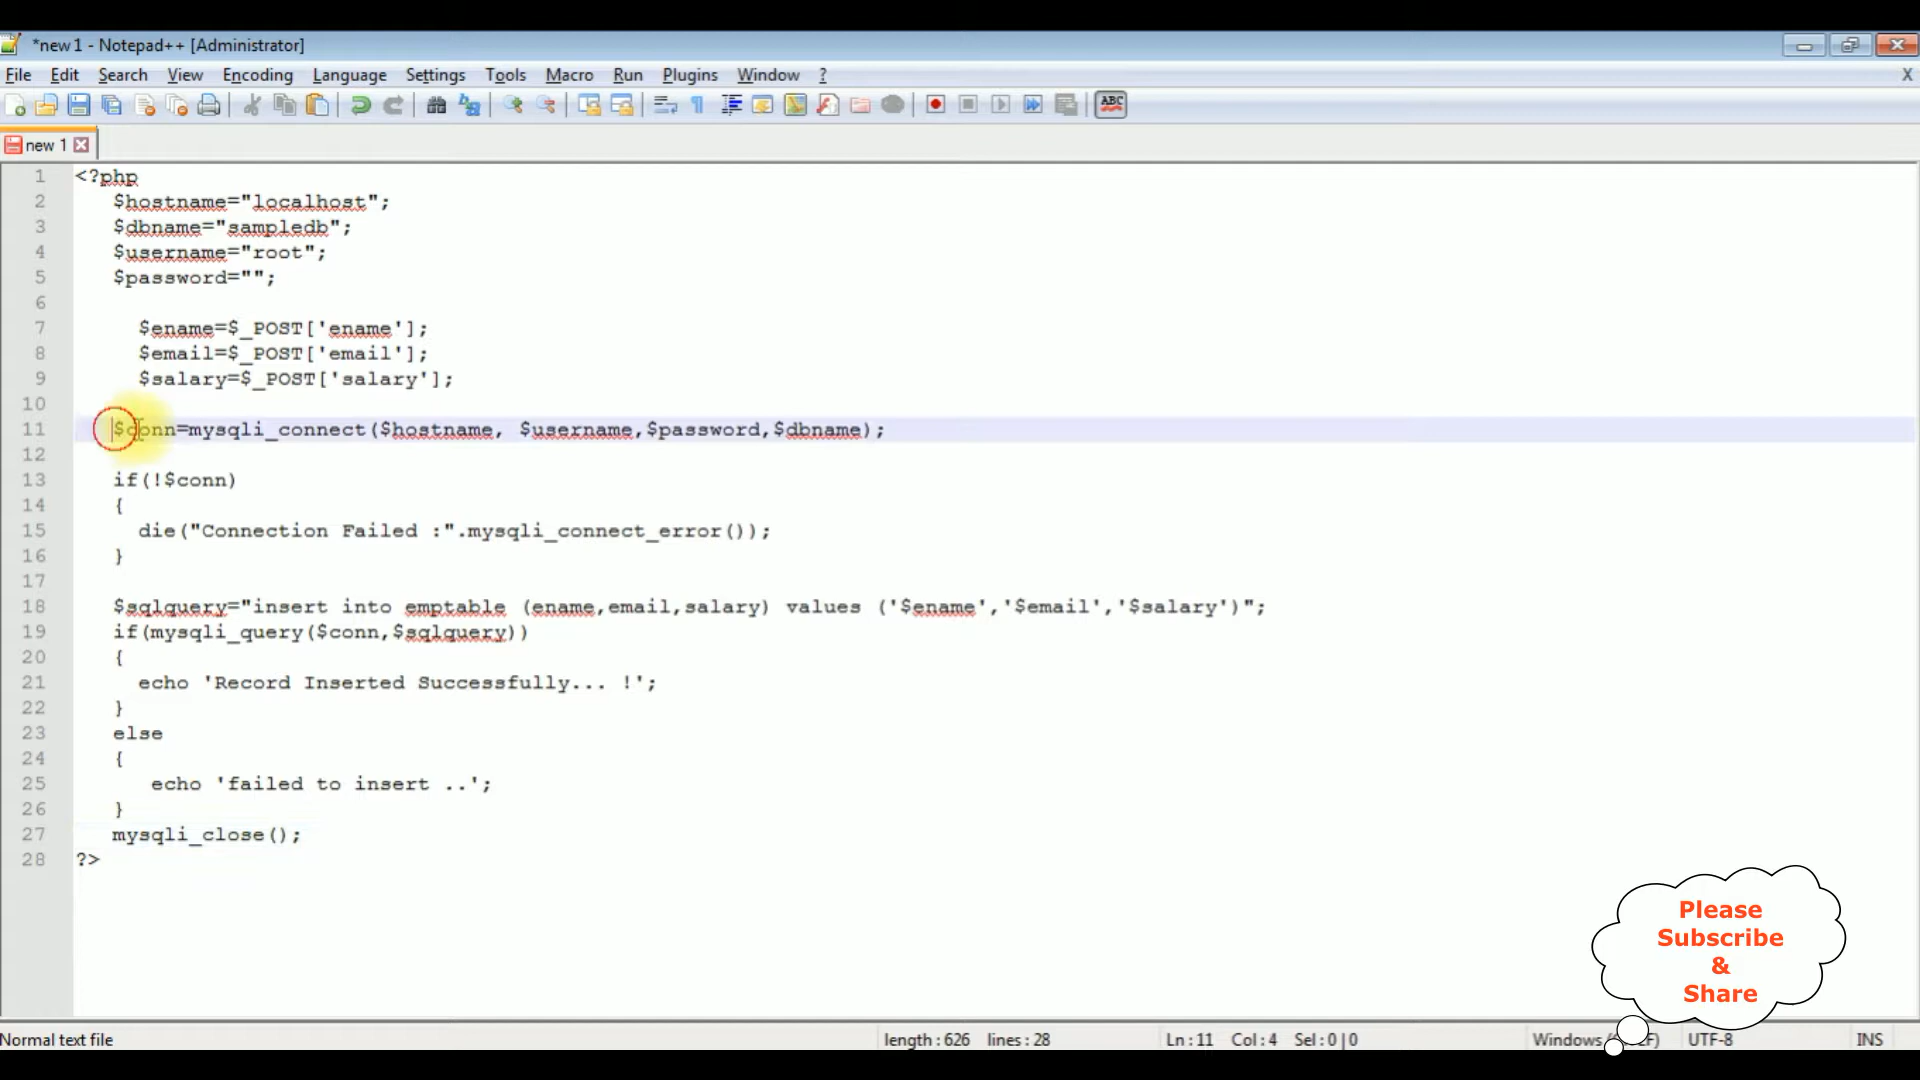 *new 1 - Notepad++ [Administrator]
File Edit Search View Encoding Language Settings Tools Macro Run Plugins Window ? X
ABC
new 1
1 <?php
2 $hostname="localhost";
3 $dbname="sampledb";
4 $username="root";
5 $password="";
6
7 $ename=$_POST['ename'];
8 $email=$_POST['email'];
9 $salary=$_POST['salary'];
10
11 $conn=mysqli_connect($hostname, $username,$password,$dbname);
12
13 if(!$conn)
14 {
15 die("Connection Failed :".mysqli_connect_error());
16 }
17
18 $sqlquery="insert into emptable (ename,email,salary) values ('$ename','$email','$salary')";
19 if(mysqli_query($conn,$sqlquery))
20 {
21 echo 'Record Inserted Successfully... !';
22 }
23 else
24 {
25 echo 'failed to insert ..';
26 }
27 mysqli_close();
28 ?>
Please
Subscribe
&
Share
Normal text file length : 626 lines : 28 Ln : 11 Col : 4 Sel : 0 | 0 Windows UTF-8 INS